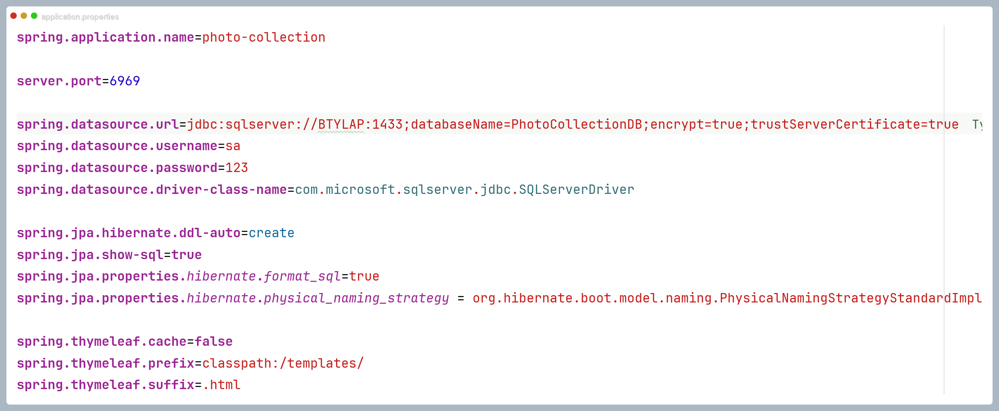 application.properties
spring.application.name=photo-collection
server.port=6969
spring.datasource.url=jdbc:sqlserver://BTYLAP:1433;databaseName=PhotoCollectionDB;encrypt=true;trustServerCertificate=true
spring.datasource.username=sa
spring.datasource.password=123
spring.datasource.driver-class-name=com.microsoft.sqlserver.jdbc.SQLServerDriver
spring.jpa.hibernate.ddl-auto=create
spring.jpa.show-sql=true
spring.jpa.properties.hibernate.format_sql=true
spring.jpa.properties.hibernate.physical_naming_strategy = org.hibernate.boot.model.naming.PhysicalNamingStrategyStandardImpl
spring.thymeleaf.cache=false
spring.thymeleaf.prefix=classpath:/templates/
spring.thymeleaf.suffix=.html